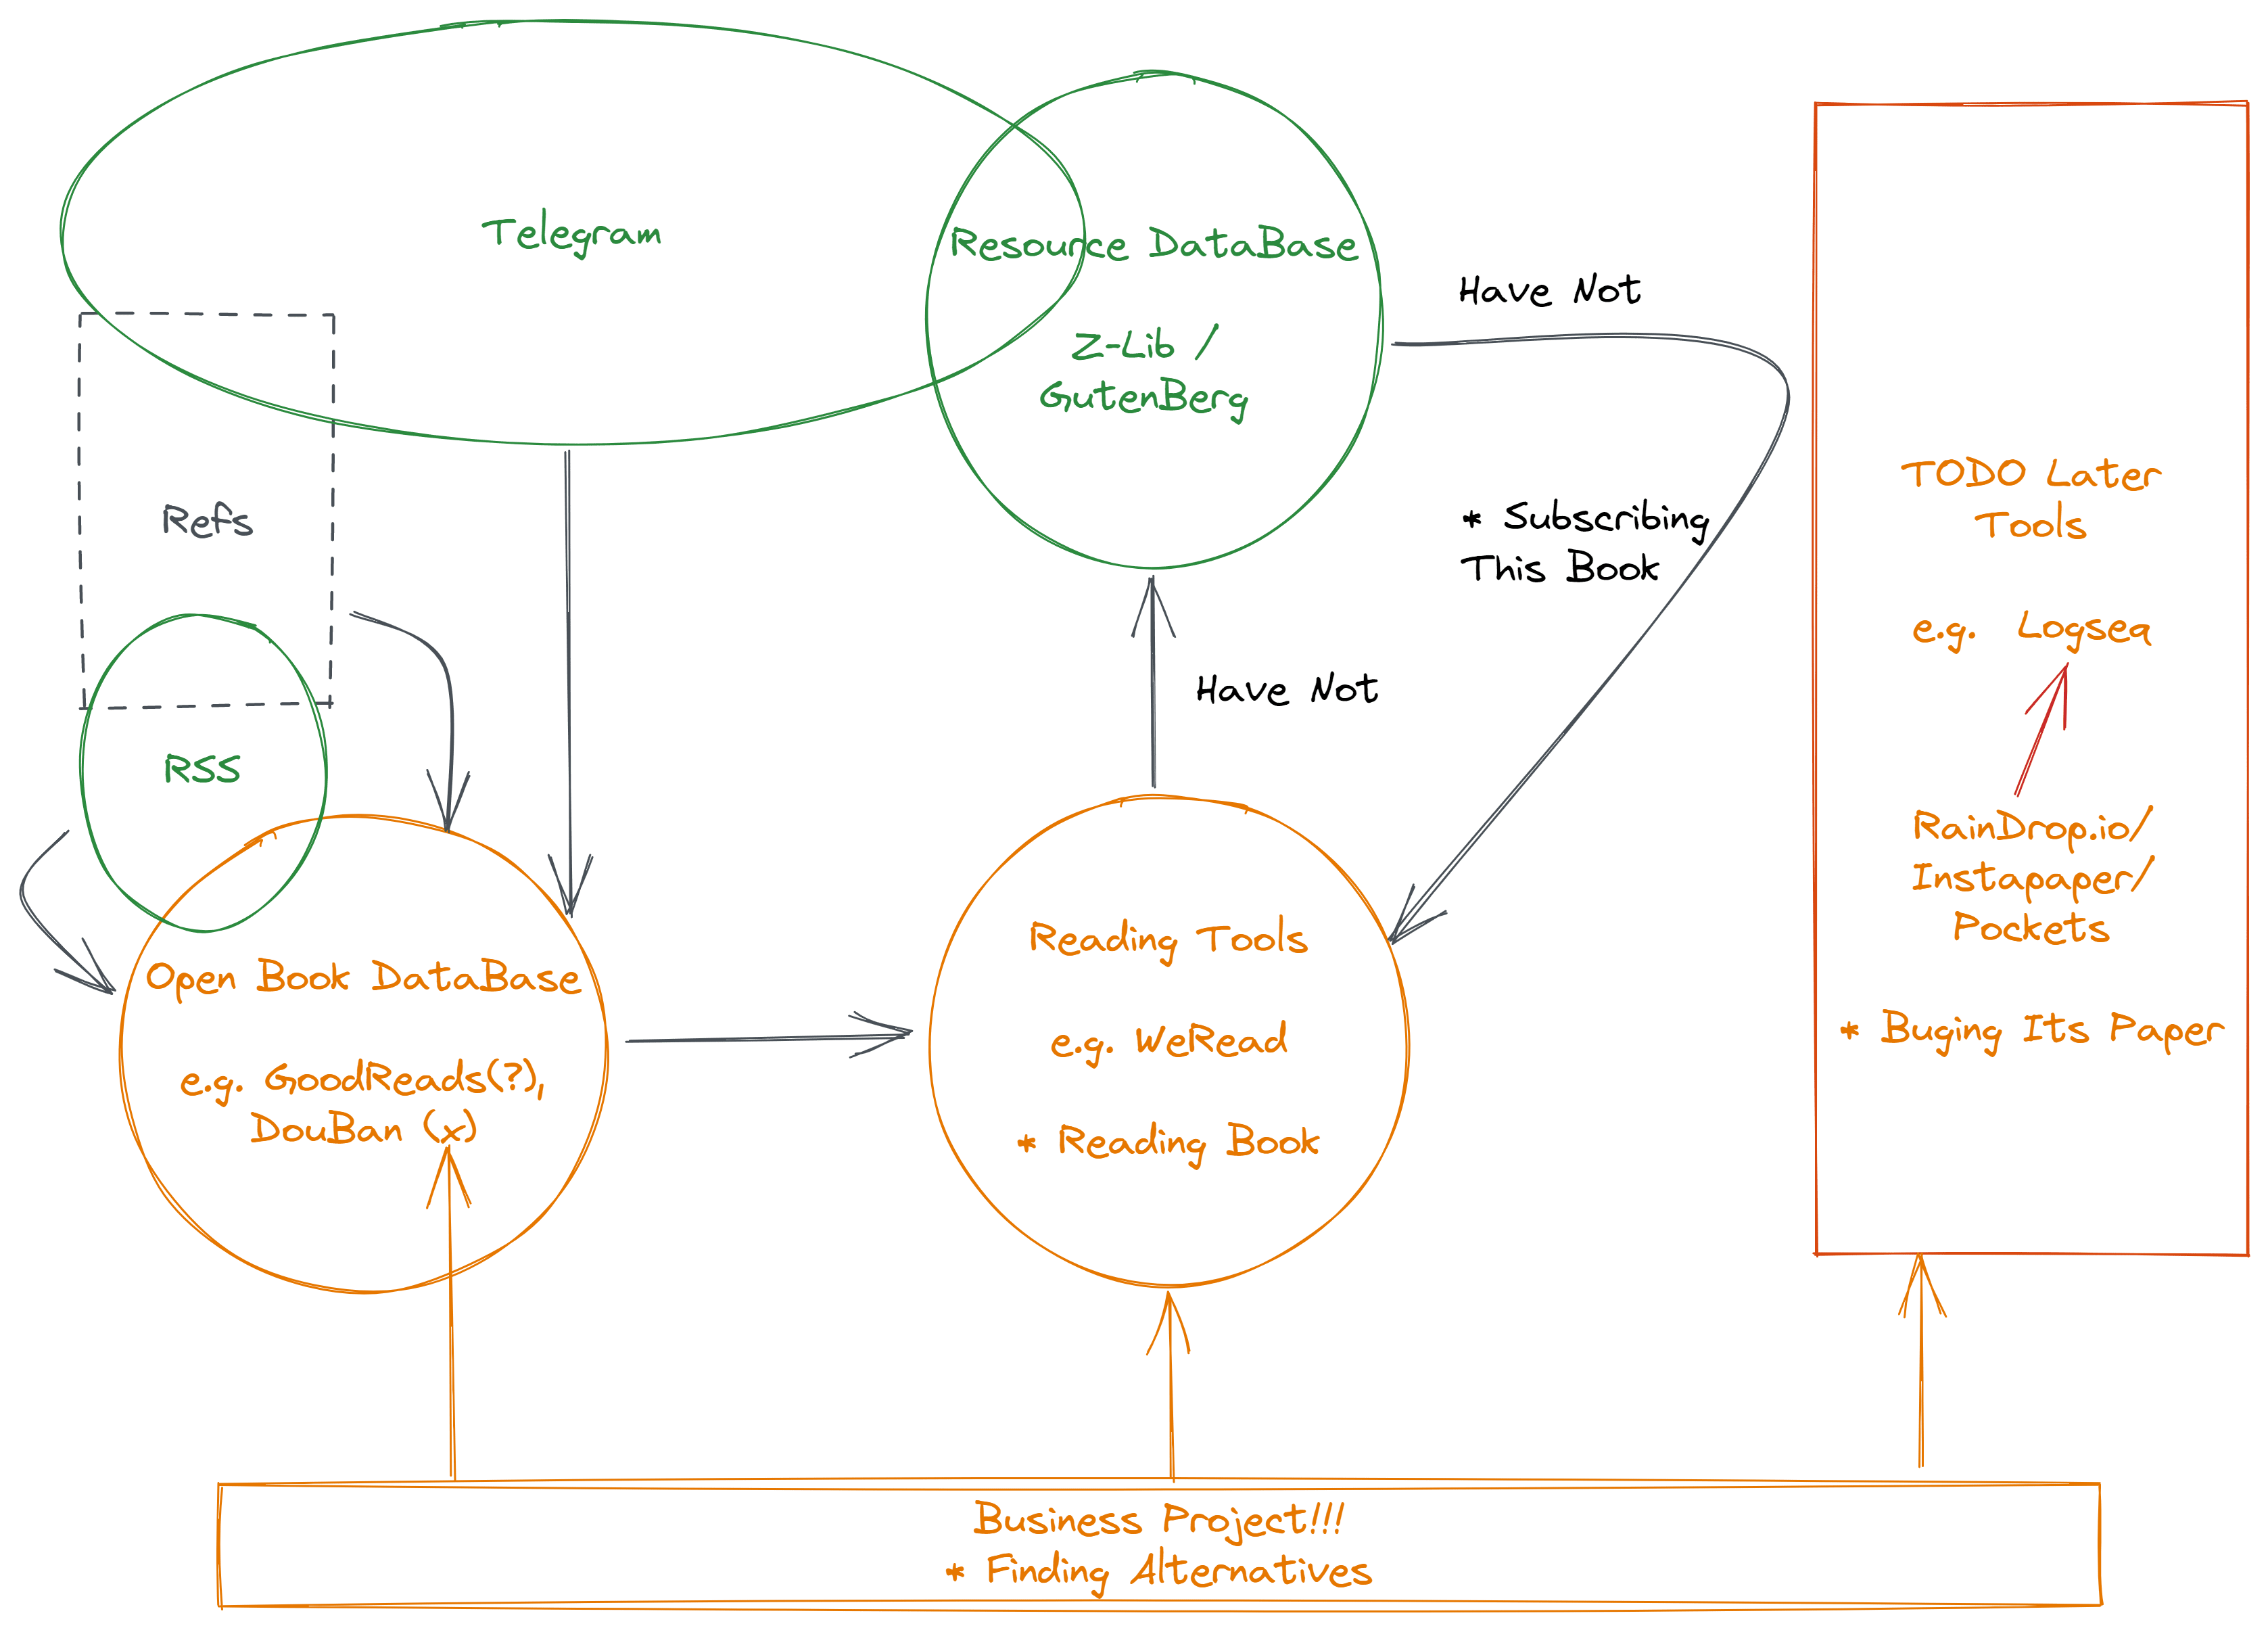 Telegram
Resource DataBase
Z-Lib /
GutenBerg
Have Not
Refs
* Subscribing
This Book
TODO Later
Tools
e.g. Logseq
Have Not
RSS
RainDrop.io/
Instapaper/
Pockets
* Buging Its Paper
Open Book DataBase
e.g. GoodReads(?),
DouBan (x)
Reading Tools
e.g. WeRead
* Reading Book
Business Project!!!
* Finding Alternatives